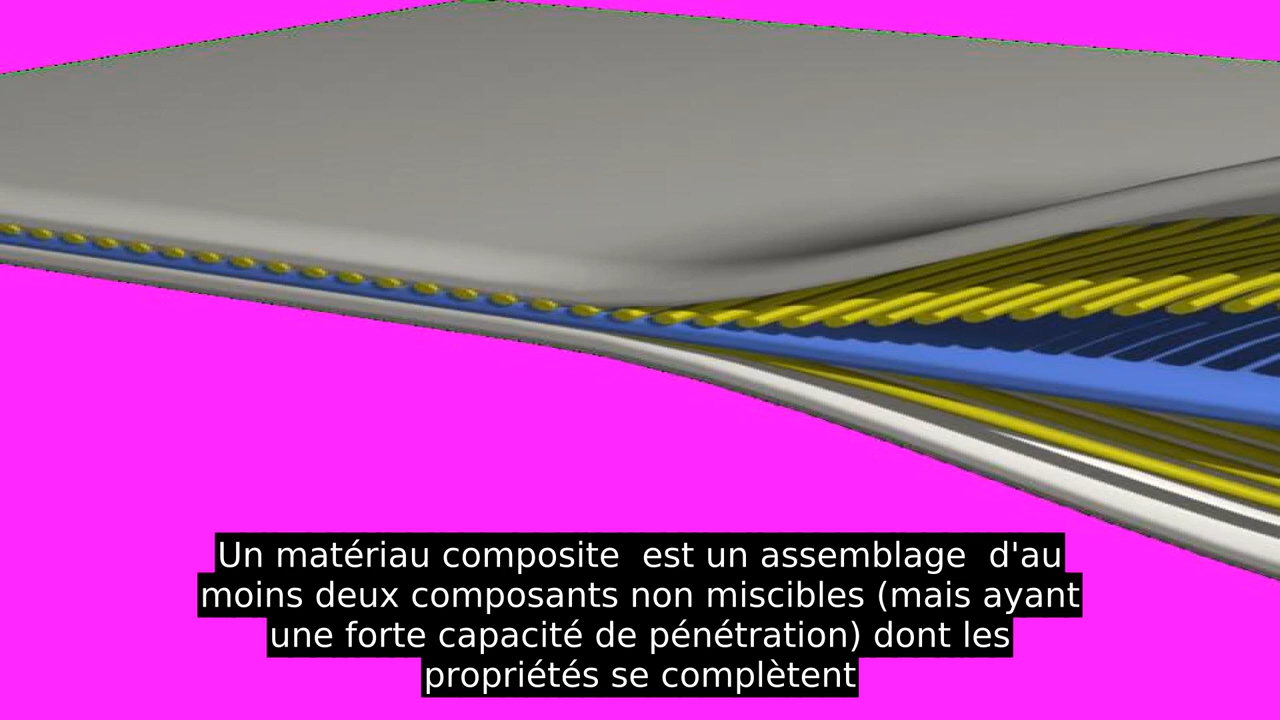 Un matériau composite  est un assemblage  d'au
moins deux composants non miscibles (mais ayant
une forte capacité de pénétration) dont les
propriétés se complètent